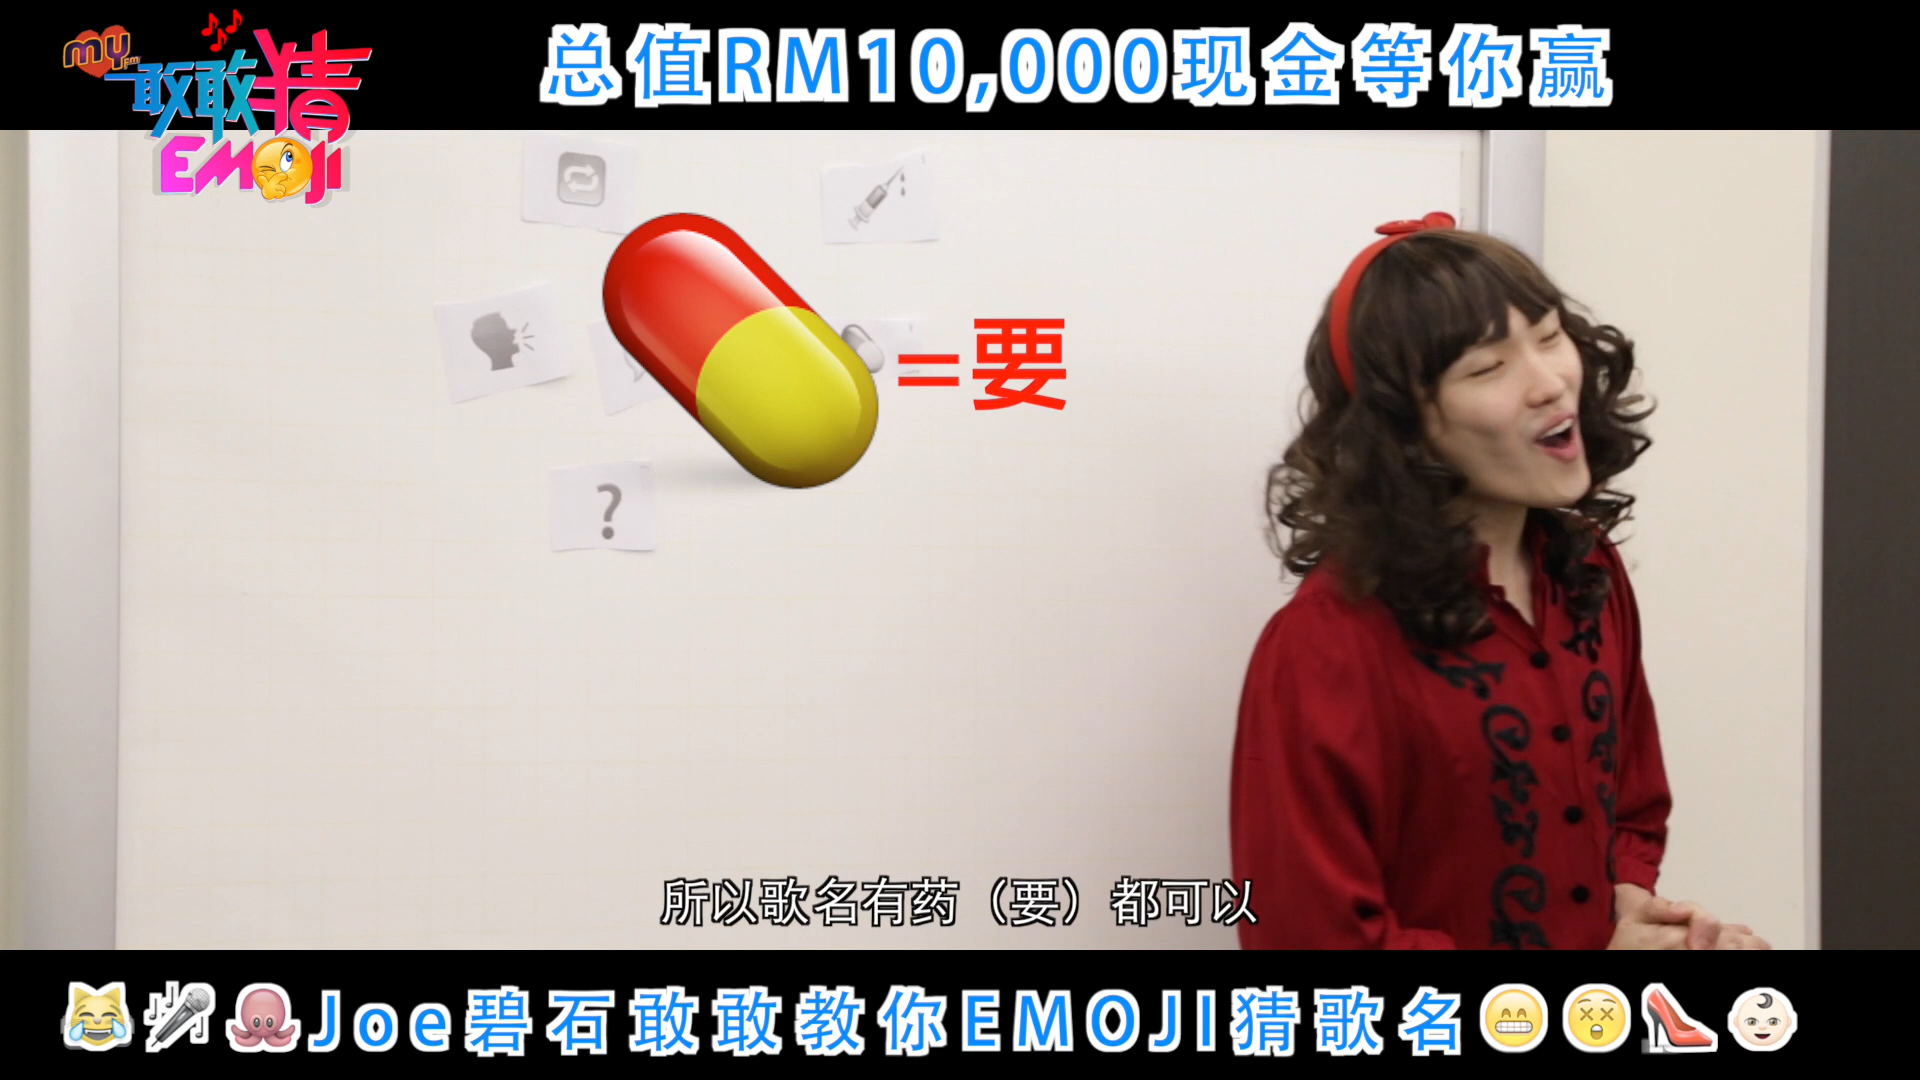 MY FM
敢敢猜
EMOJI
总值RM10,000现金等你赢
=要
?
所以歌名有药（要）都可以
Joe碧石敢敢教你EMOJI猜歌名